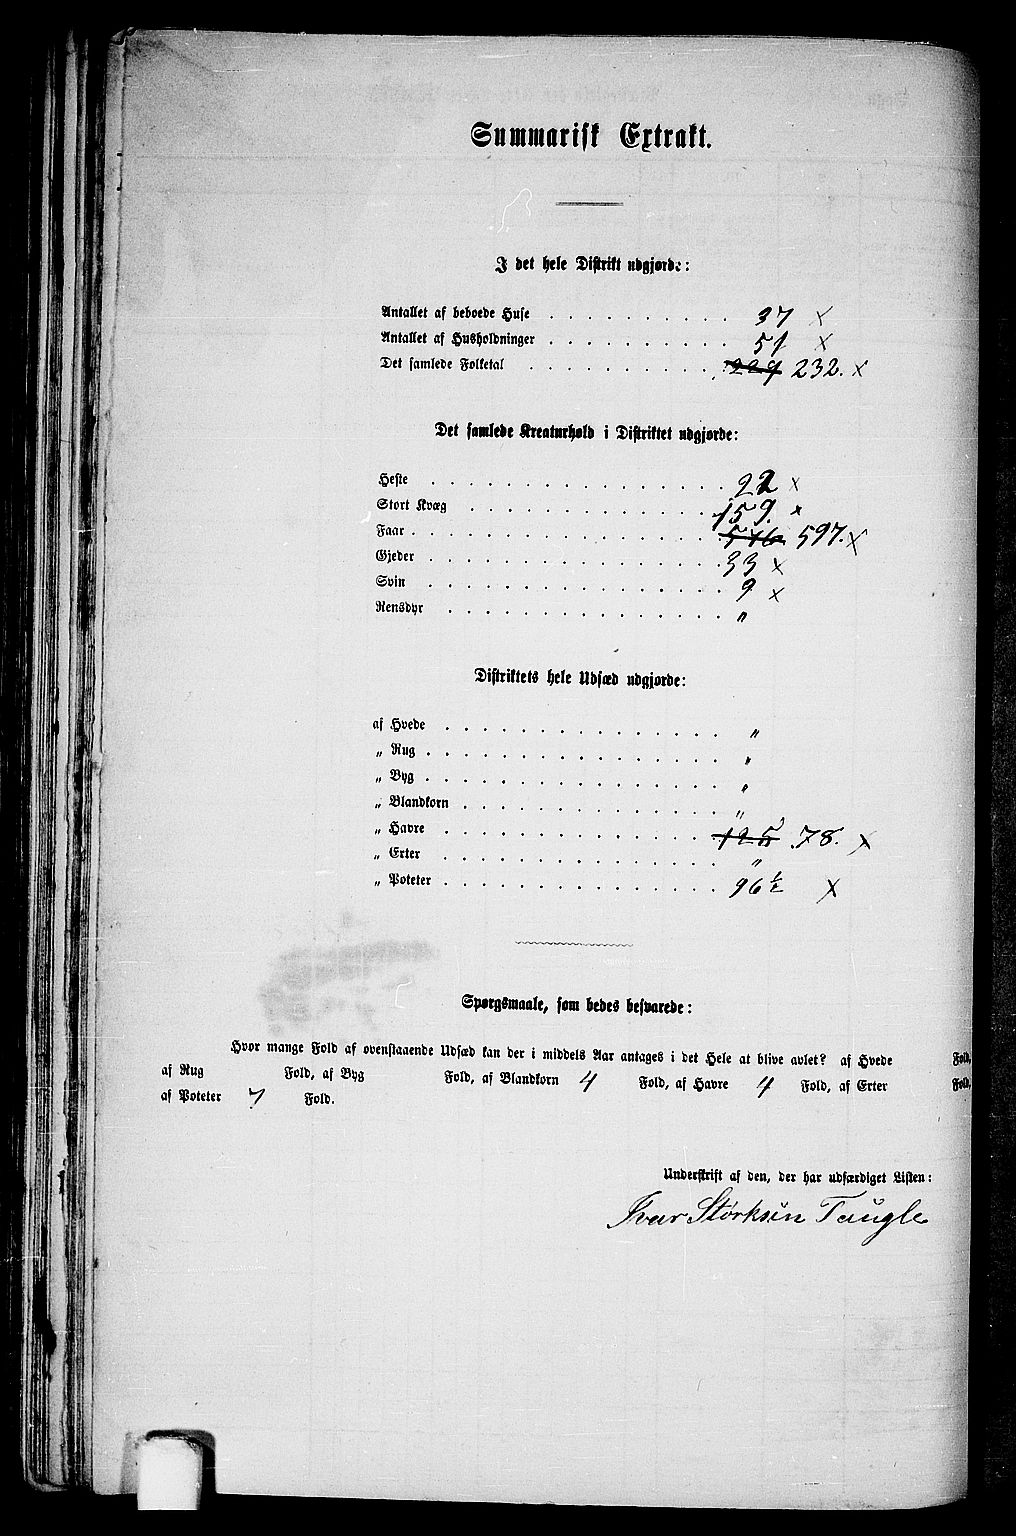 Summarisk Extrakt.
I det hele Distrikt udgjorde:
Antallet af beboede Huse . . . . . . . . . . 37 x
Antallet af Husholdninger . . . . . . . . . . 51 x
Det samlede Folketal . . . . . . . . . . . 229 232. x
Det samlede Kreaturhold i Distriktet udgjorde:
Heste . . . . . . . . . . . . . . . . 22 x
Stort Kvæg . . . . . . . . . . . . . . 159. x
Faar . . . . . . . . . . . . . . . . . 546 597. x
Gjeder . . . . . . . . . . . . . . . . 33 x
Svin . . . . . . . . . . . . . . . . 9 x
Rensdyr . . . . . . . . . . . . . . . "
Distriktets hele Udsæd udgjorde:
af Hvede . . . . . . . . . . . . . . . "
„ Rug . . . . . . . . . . . . . . . . "
„ Byg . . . . . . . . . . . . . . . . "
„ Blandkorn . . . . . . . . . . . . . . "
„ Havre . . . . . . . . . . . . . . . 125 78. x
„ Erter . . . . . . . . . . . . . . . "
„ Poteter . . . . . . . . . . . . . . . 96 ½ x
Spørgsmaale, som bedes besvarede:
Hvor mange Fold af ovenstaaende Udsæd kan der i middels Aar antages i det Hele at blive avlet? af Hvede Fold,
af Rug Fold, af Byg Fold, af Blandkorn 4 Fold, af Havre 4 Fold, af Erter Fold,
af Poteter 7 Fold.
Underskrift af den, der har udfærdiget Listen:
Ivar Størksen Taugle